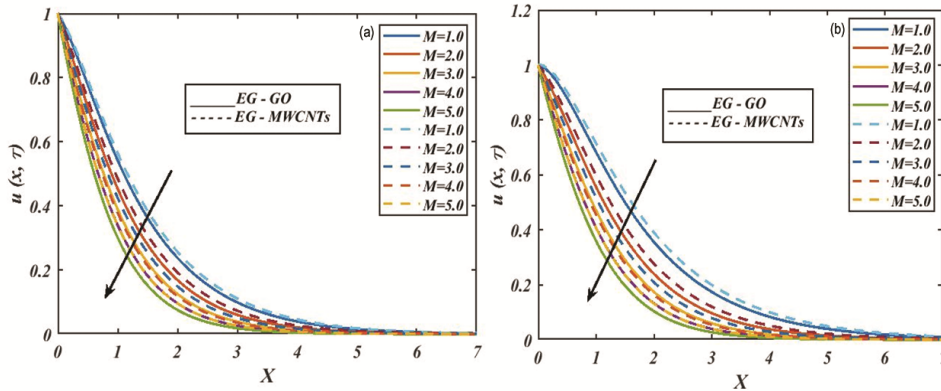 (a)
1
0.8
0.6
0.4
0.2
0
u (x, τ)
0 1 2 3 4 5 6 7
X
EG - GO
EG - MWCNTs
M=1.0
M=2.0
M=3.0
M=4.0
M=5.0
M=1.0
M=2.0
M=3.0
M=4.0
M=5.0
(b)
1.2
1
0.8
0.6
0.4
0.2
0
u (x, τ)
0 1 2 3 4 5 6
X
EG - GO
EG - MWCNTs
M=1.0
M=2.0
M=3.0
M=4.0
M=5.0
M=1.0
M=2.0
M=3.0
M=4.0
M=5.0